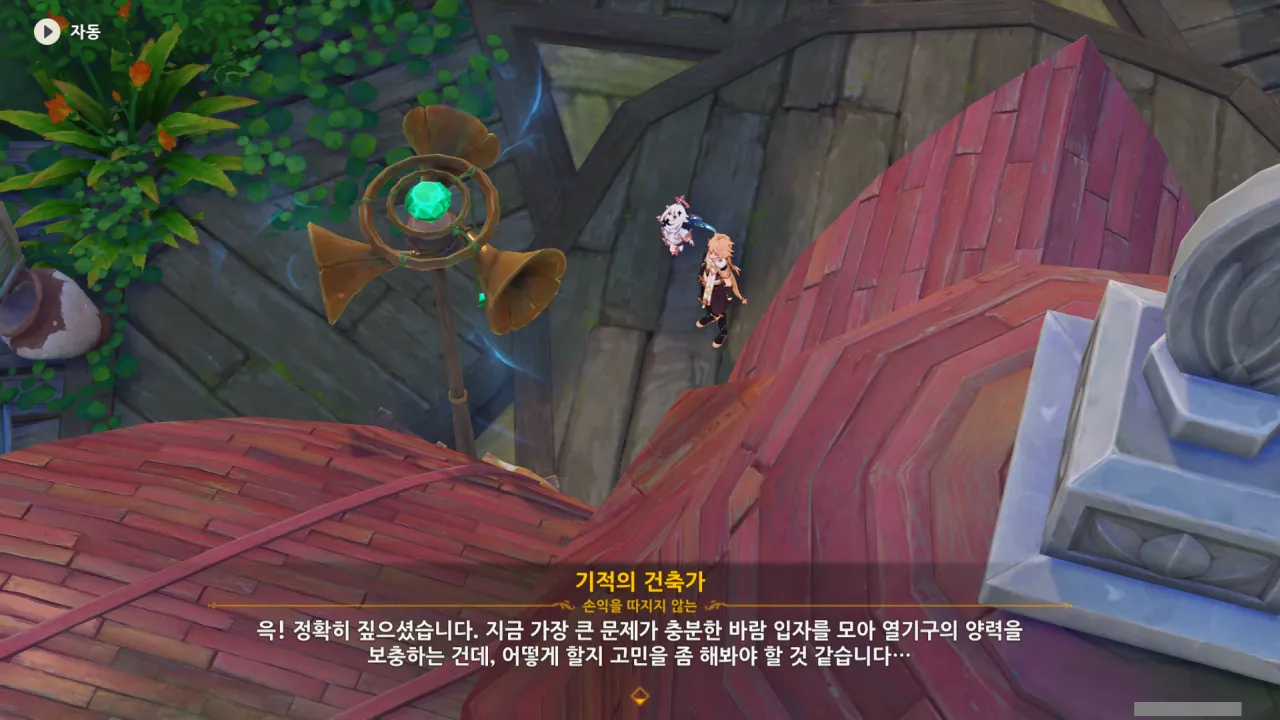 자동
기적의 건축가
손익을 따지지 않는
윽! 정확히 짚으셨습니다. 지금 가장 큰 문제가 충분한 바람 입자를 모아 열기구의 양력을
보충하는 건데, 어떻게 할지 고민을 좀 해봐야 할 것 같습니다…